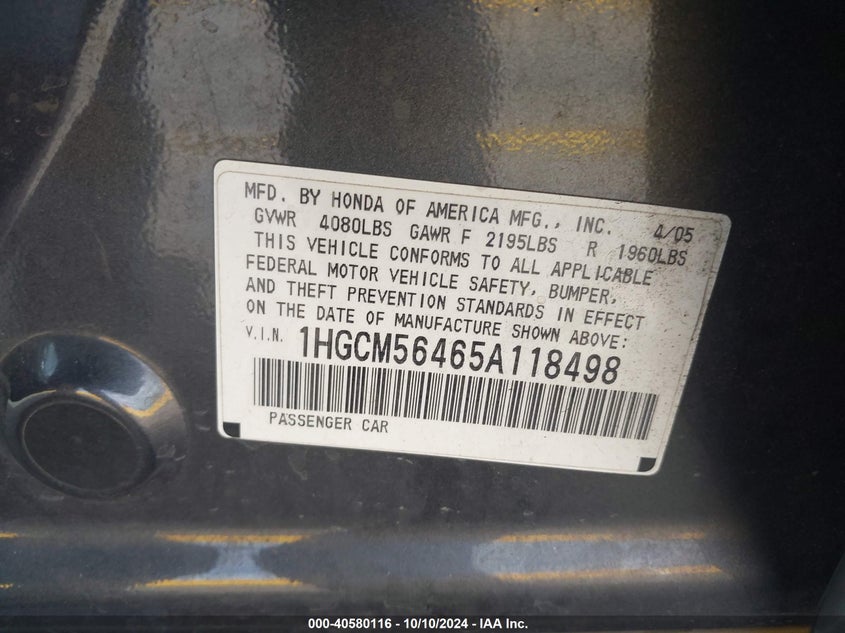 MFD. BY HONDA OF AMERICA MFG., INC. 4/05
GVWR 4080LBS GAWR F 2195LBS R 1960LBS
THIS VEHICLE CONFORMS TO ALL APPLICABLE
FEDERAL MOTOR VEHICLE SAFETY, BUMPER,
AND THEFT PREVENTION STANDARDS IN EFFECT
ON THE DATE OF MANUFACTURE SHOWN ABOVE:
V.I.N. 1HGCM56465A118498
PASSENGER CAR
000-40580116 - 10/10/2024 - IAA Inc.